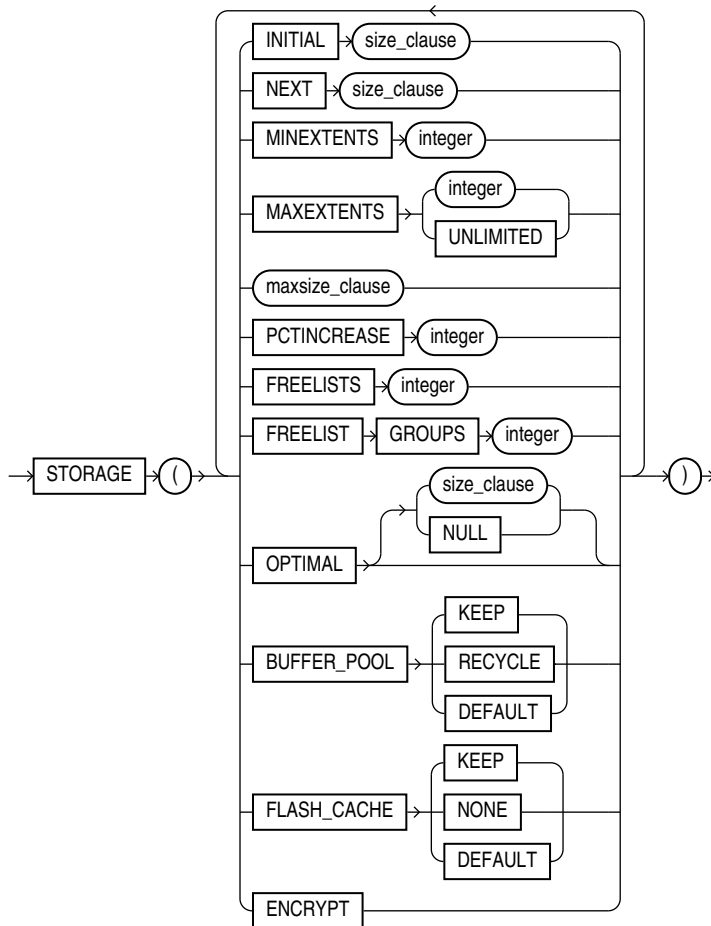 INITIAL size_clause
NEXT size_clause
MINEXTENTS integer
MAXEXTENTS integer
UNLIMITED
maxsize_clause
PCTINCREASE integer
FREELISTS integer
FREELIST GROUPS integer
STORAGE ( )
OPTIMAL size_clause
NULL
BUFFER_POOL KEEP
RECYCLE
DEFAULT
FLASH_CACHE KEEP
NONE
DEFAULT
ENCRYPT